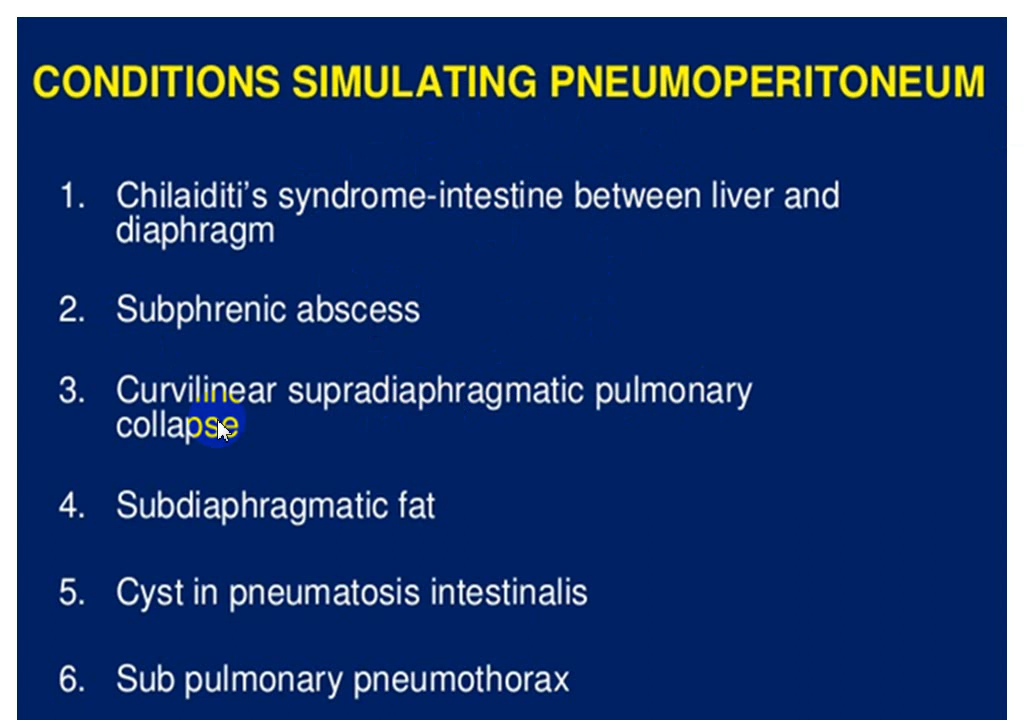 CONDITIONS SIMULATING PNEUMOPERITONEUM
1. Chilaiditi’s syndrome-intestine between liver and
diaphragm
2. Subphrenic abscess
3. Curvilinear supradiaphragmatic pulmonary
collapse
4. Subdiaphragmatic fat
5. Cyst in pneumatosis intestinalis
6. Sub pulmonary pneumothorax